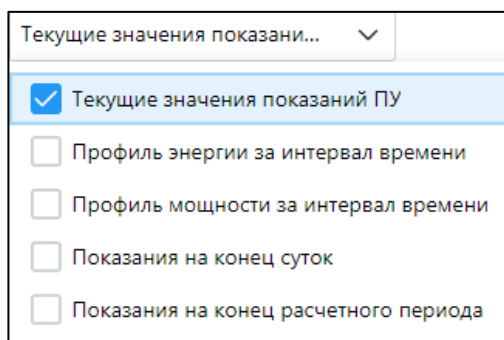 Текущие значения показани...
Текущие значения показаний ПУ
Профиль энергии за интервал времени
Профиль мощности за интервал времени
Показания на конец суток
Показания на конец расчетного периода